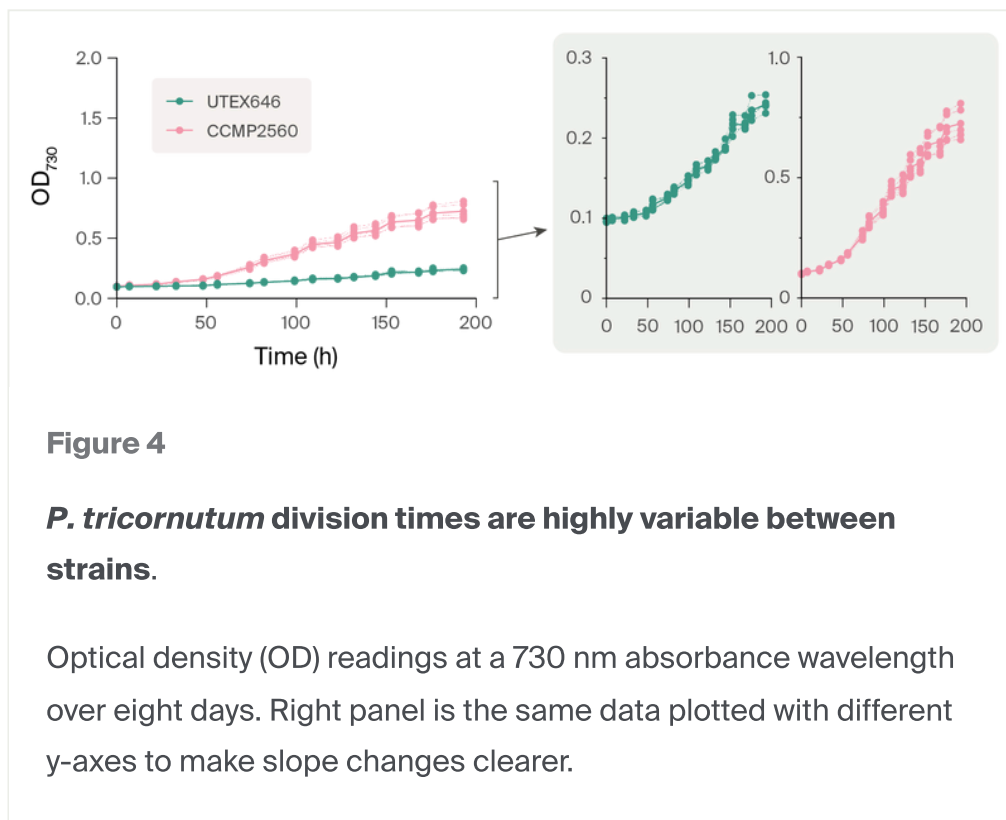 2.0
1.5
1.0
0.5
0.0
OD730
UTEX646
CCMP2560
0 50 100 150 200
Time (h)
0.3
0.2
0.1
0
0 50 100 150 200
1.0
0.5
0
0 50 100 150 200
Figure 4
P. tricornutum division times are highly variable between
strains.
Optical density (OD) readings at a 730 nm absorbance wavelength
over eight days. Right panel is the same data plotted with different
y-axes to make slope changes clearer.